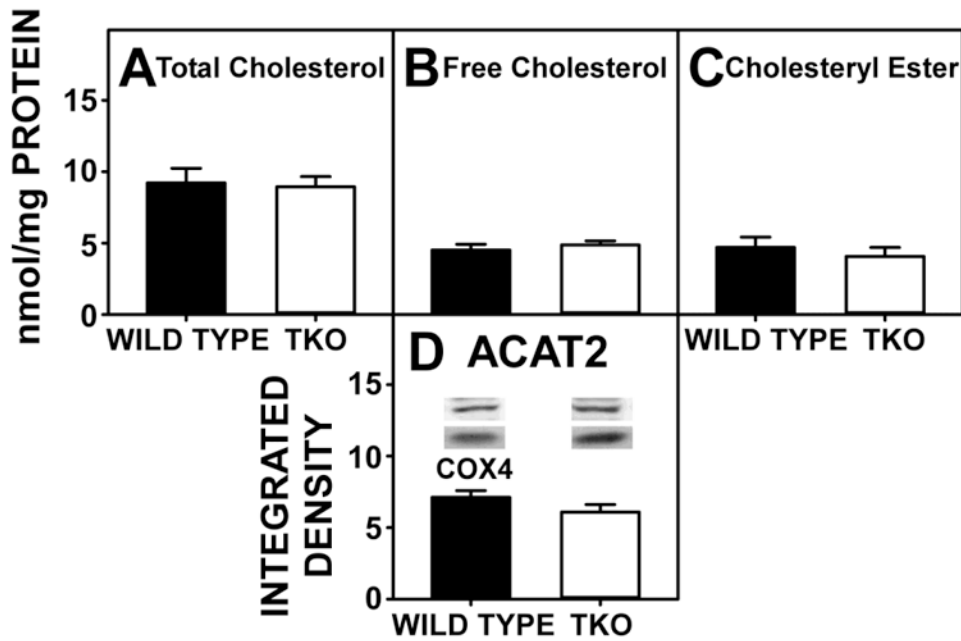 A Total Cholesterol
B Free Cholesterol
C Cholesteryl Ester
nmol/mg PROTEIN
15
10
5
0
WILD TYPE TKO
WILD TYPE TKO
D ACAT2
INTEGRATED
DENSITY
15
10
5
0
COX4
WILD TYPE TKO